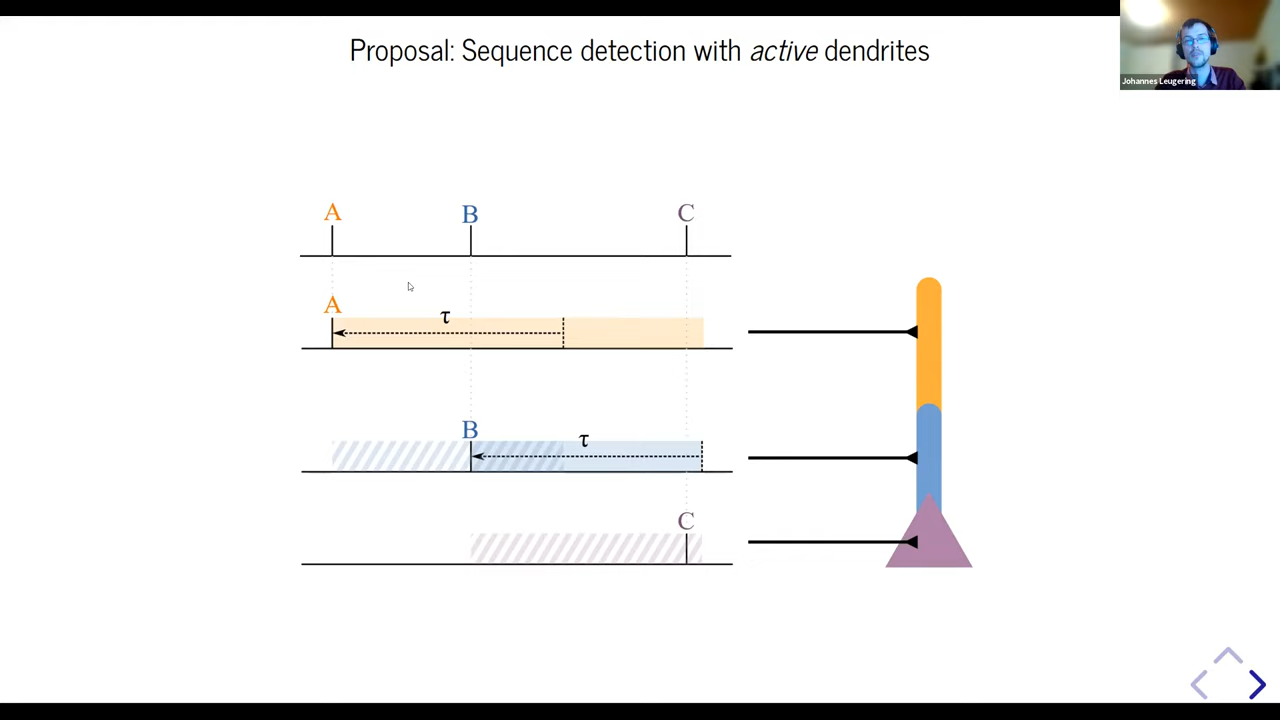 Proposal: Sequence detection with active dendrites
Johannes Leugering
A
B
C
A
τ
B
τ
C